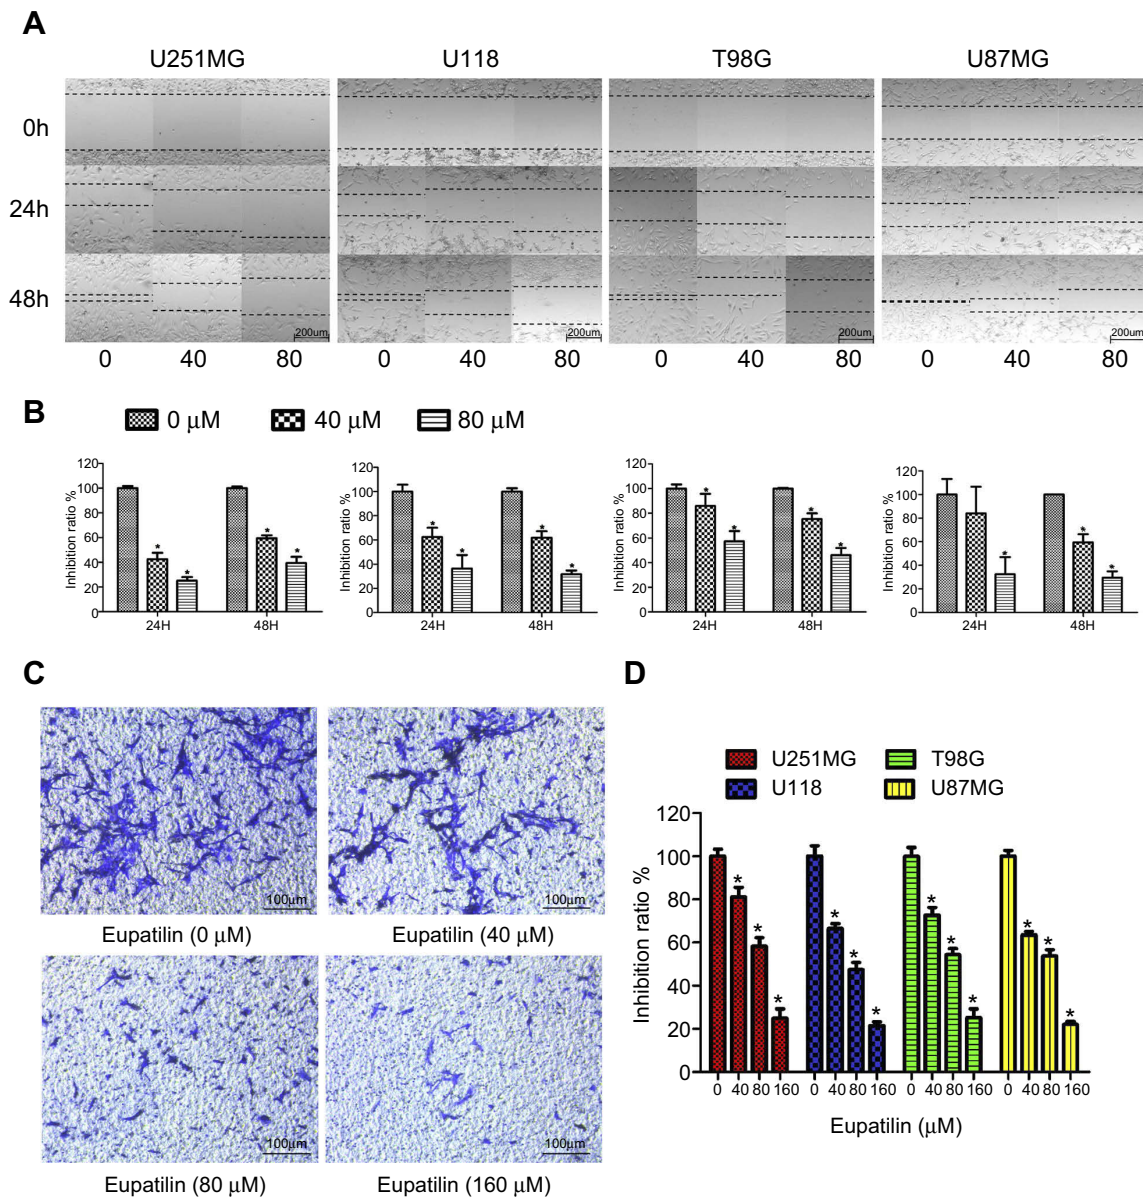 A
U251MG U118 T98G U87MG
0h
24h
48h
200um 200um 200um 200um
0 40 80 0 40 80 0 40 80 0 40 80
B
0 μM 40 μM 80 μM
Inhibition ratio %
120
100
80
60
40
20
0
* * * *
24H 48H
Inhibition ratio %
120
100
80
60
40
20
0
* * * *
24H 48H
Inhibition ratio %
120
100
80
60
40
20
0
* * * *
24H 48H
Inhibition ratio %
120
100
80
60
40
20
0
* * *
24H 48H
C
100μm 100μm
Eupatilin (0 μM) Eupatilin (40 μM)
100μm 100μm
Eupatilin (80 μM) Eupatilin (160 μM)
D
U251MG T98G
U118 U87MG
Inhibition ratio %
120
100
80
60
40
20
0
* * * * * * * * * * * *
0 40 80 160 0 40 80 160 0 40 80 160 0 40 80 160
Eupatilin (μM)